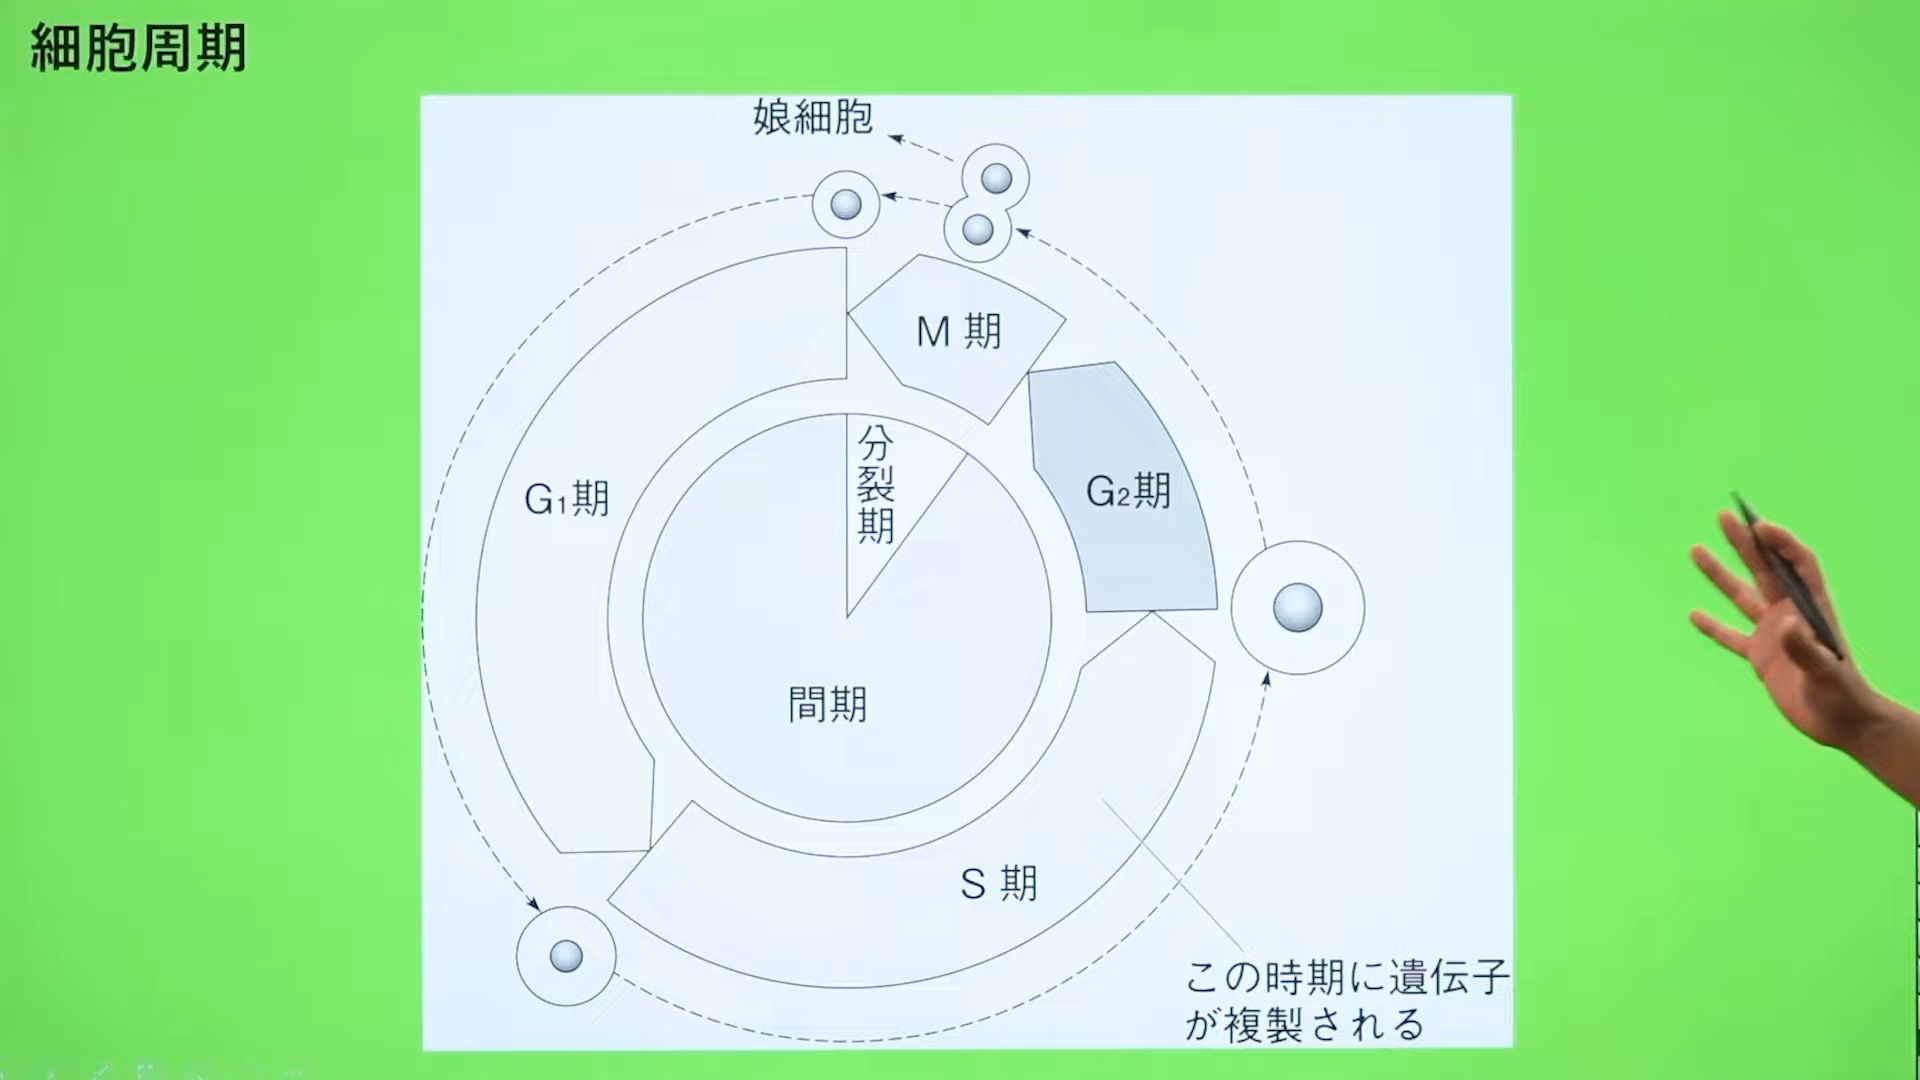 細胞周期
娘細胞
M 期
分裂期
G₁期
G₂期
間期
S 期
この時期に遺伝子
が複製される